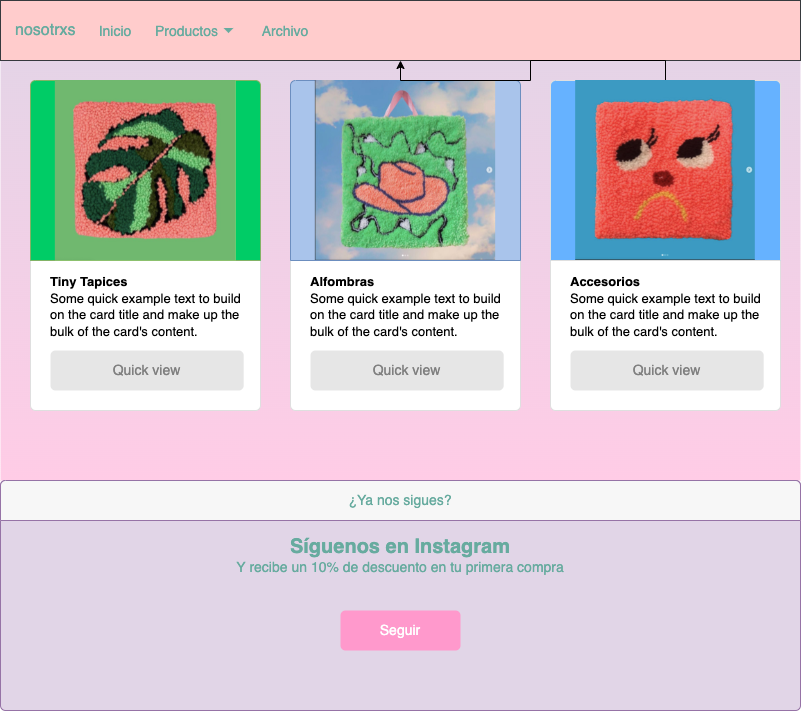 nosotrxs Inicio Productos Archivo
Tiny Tapices
Some quick example text to build
on the card title and make up the
bulk of the card's content.
Quick view
Alfombras
Some quick example text to build
on the card title and make up the
bulk of the card's content.
Quick view
Accesorios
Some quick example text to build
on the card title and make up the
bulk of the card's content.
Quick view
¿Ya nos sigues?
Síguenos en Instagram
Y recibe un 10% de descuento en tu primera compra
Seguir